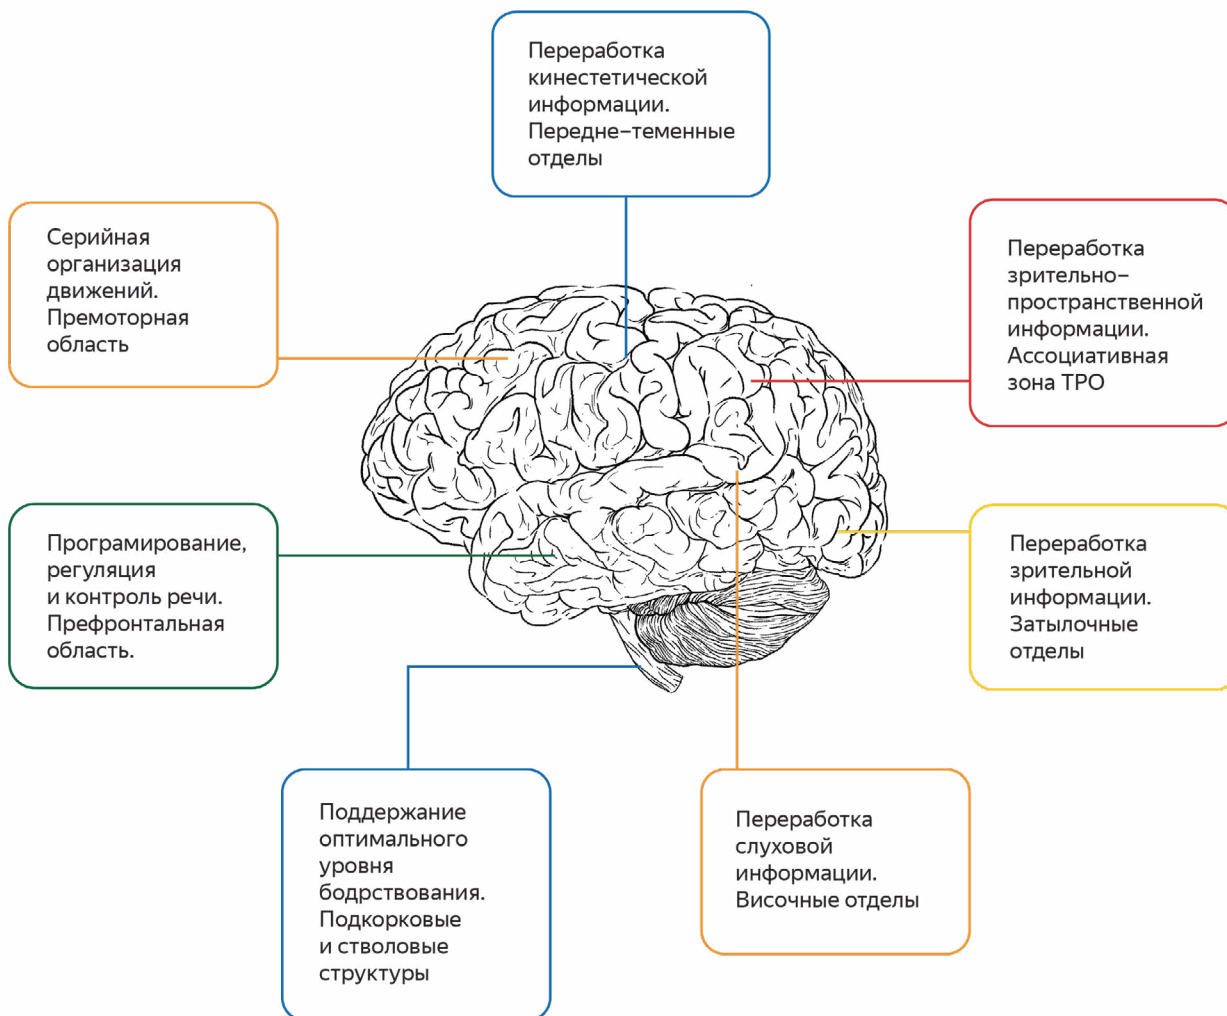 Переработка
кинестетической
информации.
Передне-теменные
отделы
Серийная
организация
движений.
Премоторная
область
Переработка
зрительно-
пространственной
информации.
Ассоциативная
зона ТРО
Програмирование,
регуляция
и контроль речи.
Префронтальная
область.
Переработка
зрительной
информации.
Затылочные
отделы
Поддержание
оптимального
уровня
бодрствования.
Подкорковые
и стволовые
структуры
Переработка
слуховой
информации.
Височные отделы